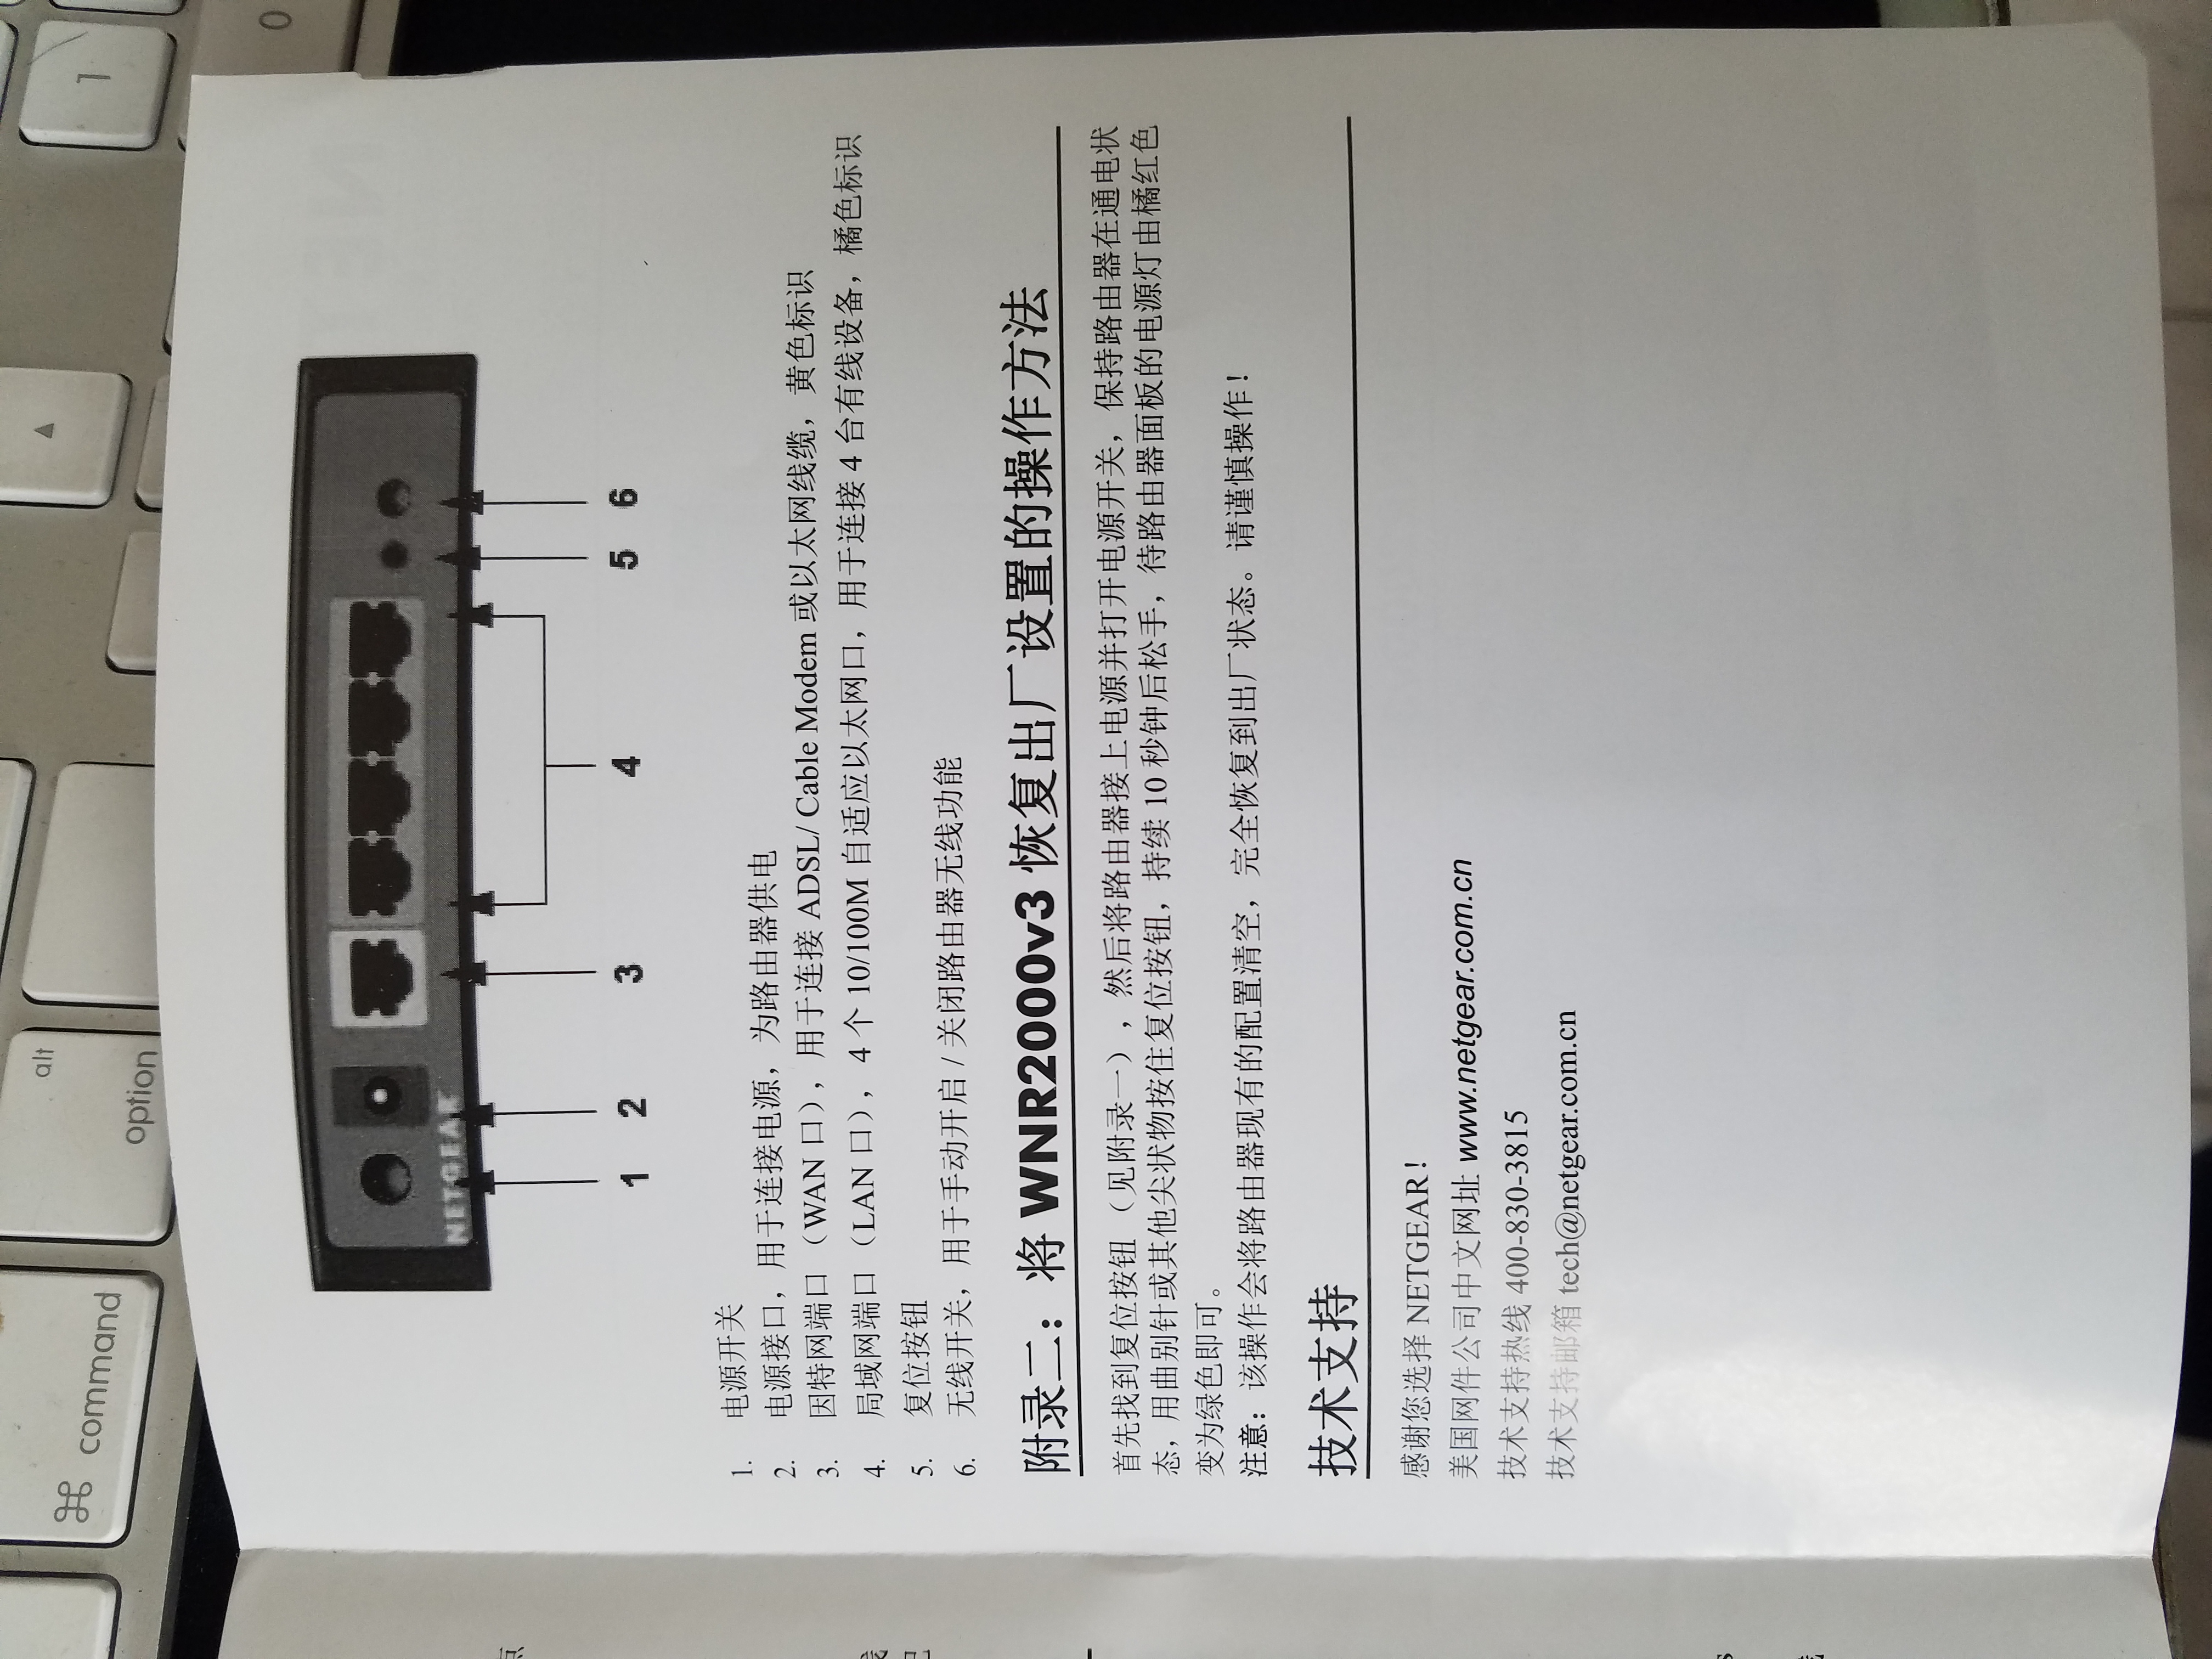 ⌘ command
alt
option
▲
1
0
NETGEAR
1 2 3 4 5 6
1. 电源开关
2. 电源接口，用于连接电源，为路由器供电
3. 因特网端口（WAN 口），用于连接 ADSL/ Cable Modem 或以太网线缆，黄色标识
4. 局域网端口（LAN 口），4 个 10/100M 自适应以太网口，用于连接 4 台有线设备，橘色标识
5. 复位按钮
6. 无线开关，用于手动开启 / 关闭路由器无线功能
附录二：将 WNR2000v3 恢复出厂设置的操作方法
首先找到复位按钮（见附录一），然后将路由器接上电源并打开电源开关，保持路由器在通电状
态，用曲别针或其他尖状物按住复位按钮，持续 10 秒钟后松手，待路由器面板的电源灯由橘红色
变为绿色即可。
注意：该操作会将路由器现有的配置清空，完全恢复到出厂状态。请谨慎操作！
技术支持
感谢您选择 NETGEAR！
美国网件公司中文网址 www.netgear.com.cn
技术支持热线 400-830-3815
技术支持邮箱 tech@netgear.com.cn